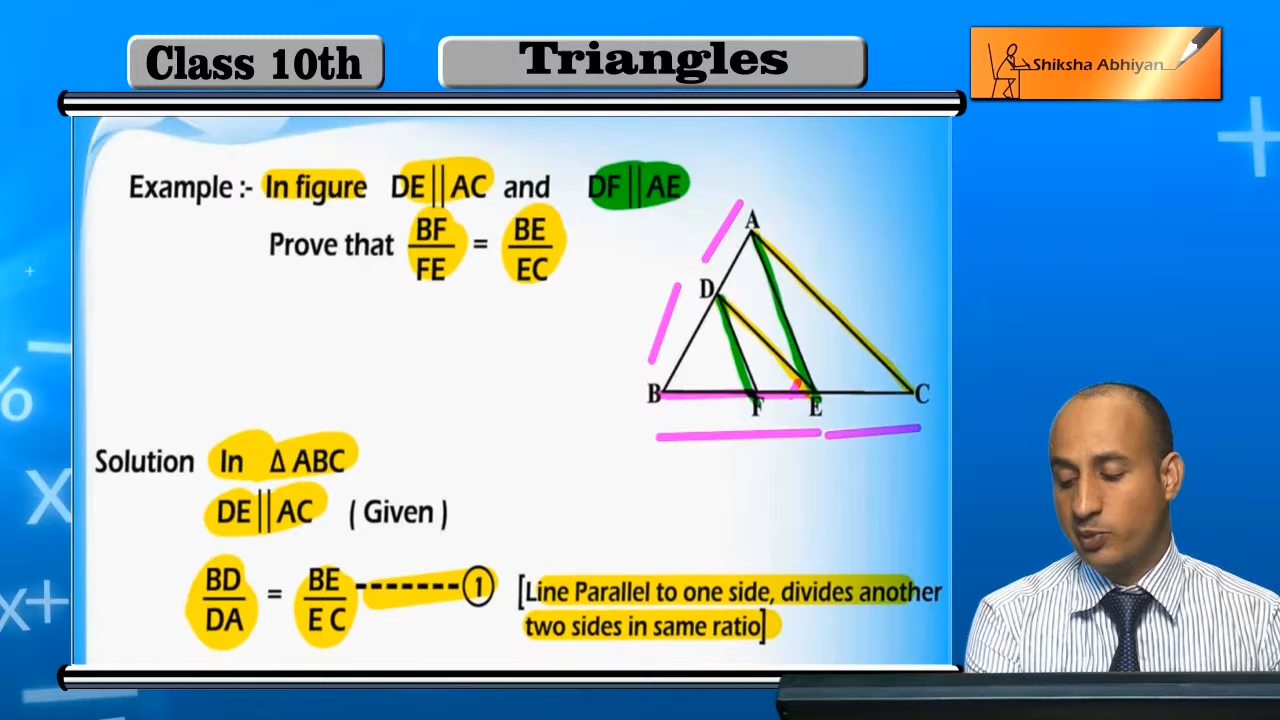 Class 10th
Triangles
Shiksha Abhiyan
Example :- In figure DE||AC and DF||AE
Prove that BF/FE = BE/EC
A
D
B F E C
Solution In Δ ABC
DE||AC ( Given )
BD/DA = BE/E C -------① [Line Parallel to one side, divides another
two sides in same ratio]